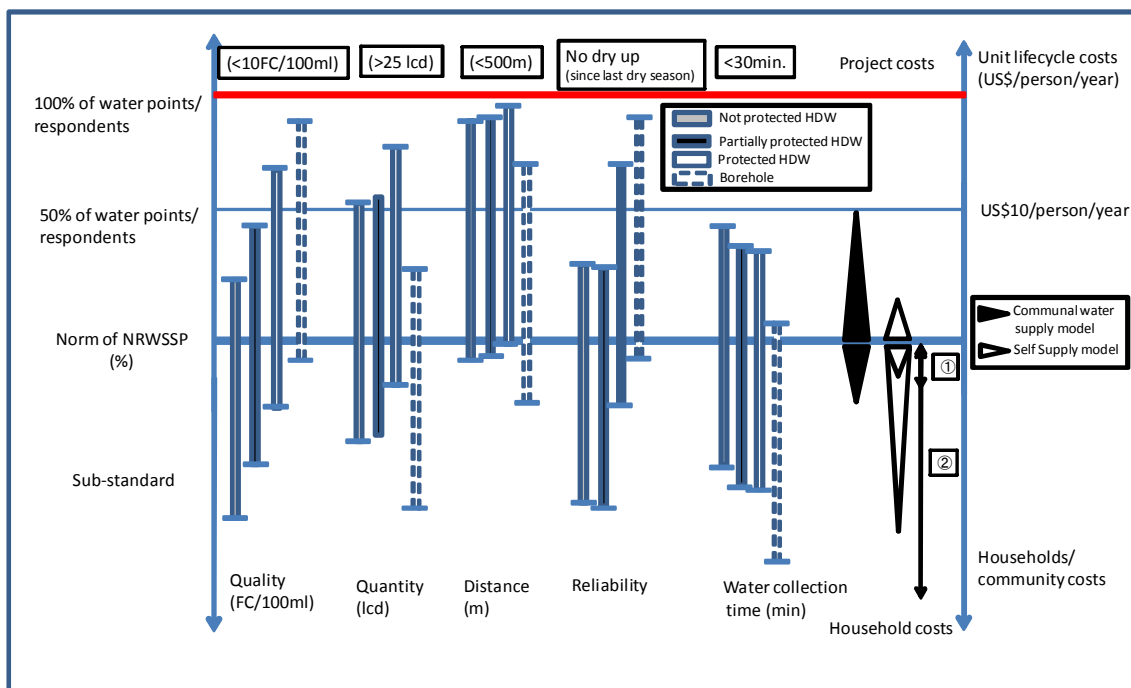 (<10FC/100ml)
(>25 lcd)
(<500m)
No dry up
(since last dry season)
<30min.
Project costs
Unit lifecycle costs
(US$/person/year)
100% of water points/
respondents
Not protected HDW
Partially protected HDW
Protected HDW
Borehole
50% of water points/
respondents
US$10/person/year
Norm of NRWSSP
(%)
Communal water
supply model
Self Supply model
①
②
Sub-standard
Quality
(FC/100ml)
Quantity
(lcd)
Distance
(m)
Reliability
Water collection
time (min)
Households/
community costs
Household costs